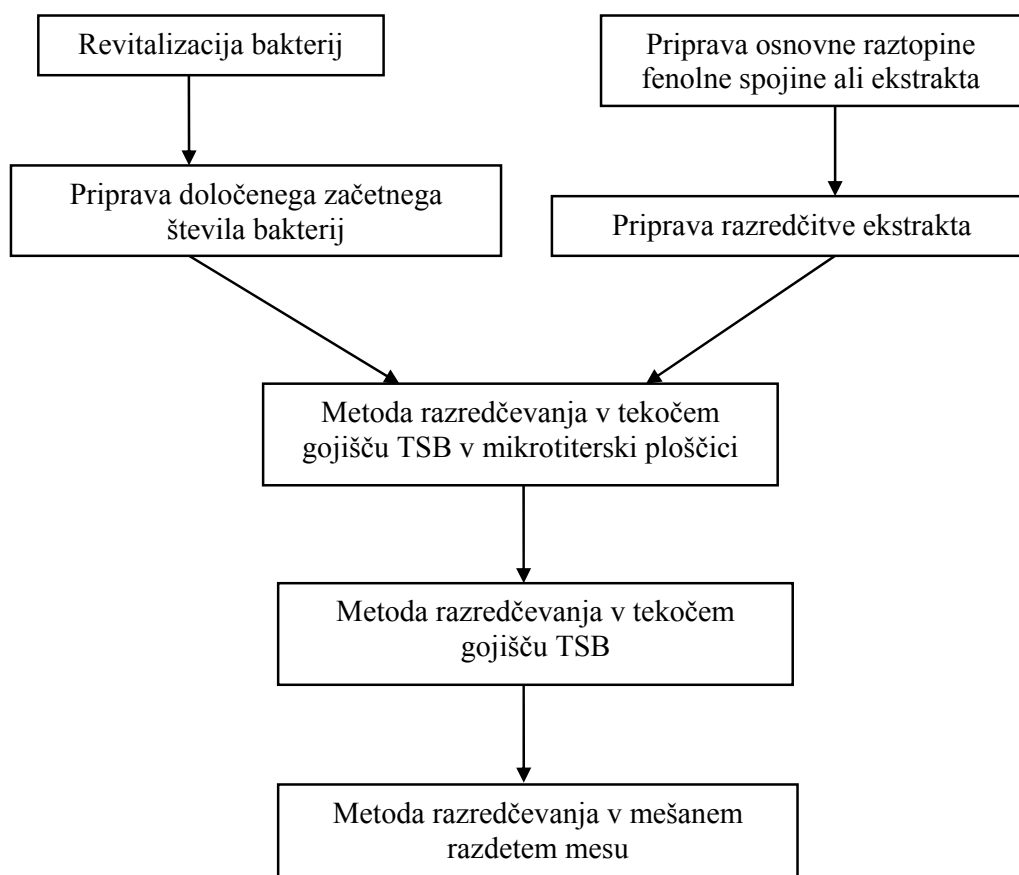 Revitalizacija bakterij
Priprava osnovne raztopine
fenolne spojine ali ekstrakta
Priprava določenega začetnega
števila bakterij
Priprava razredčitve ekstrakta
Metoda razredčevanja v tekočem
gojišču TSB v mikrotiterski ploščici
Metoda razredčevanja v tekočem
gojišču TSB
Metoda razredčevanja v mešanem
razdetem mesu